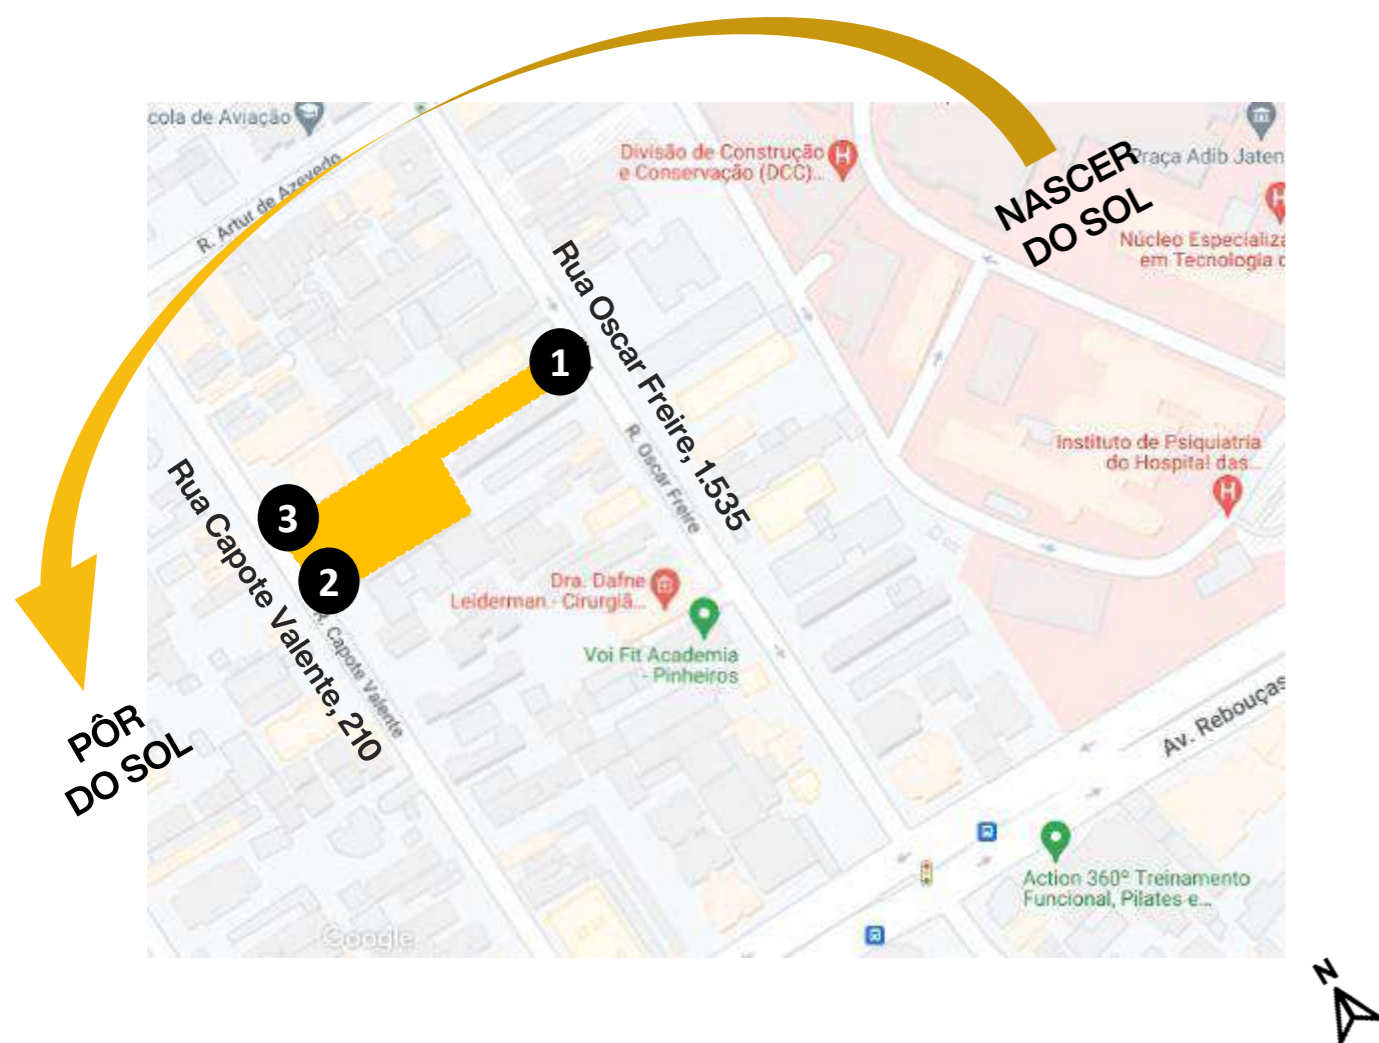 cola de Aviação
R. Artur de Azevedo
Divisão de Construção
e Conservação (DCC)...
H
NASCER
DO SOL
Praça Adib Jaten
H
Núcleo Especializa
em Tecnologia d
Rua Oscar Freire, 1.535
R. Oscar Freire
1
3
2
Rua Capote Valente, 210
R. Capote Valente
Instituto de Psiquiatria
do Hospital das...
H
Dra. Dafne
Leiderman - Cirurgiã...
Voi Fit Academia
- Pinheiros
PÔR
DO SOL
Av. Rebouças
Action 360º Treinamento
Funcional, Pilates e...
Google
N